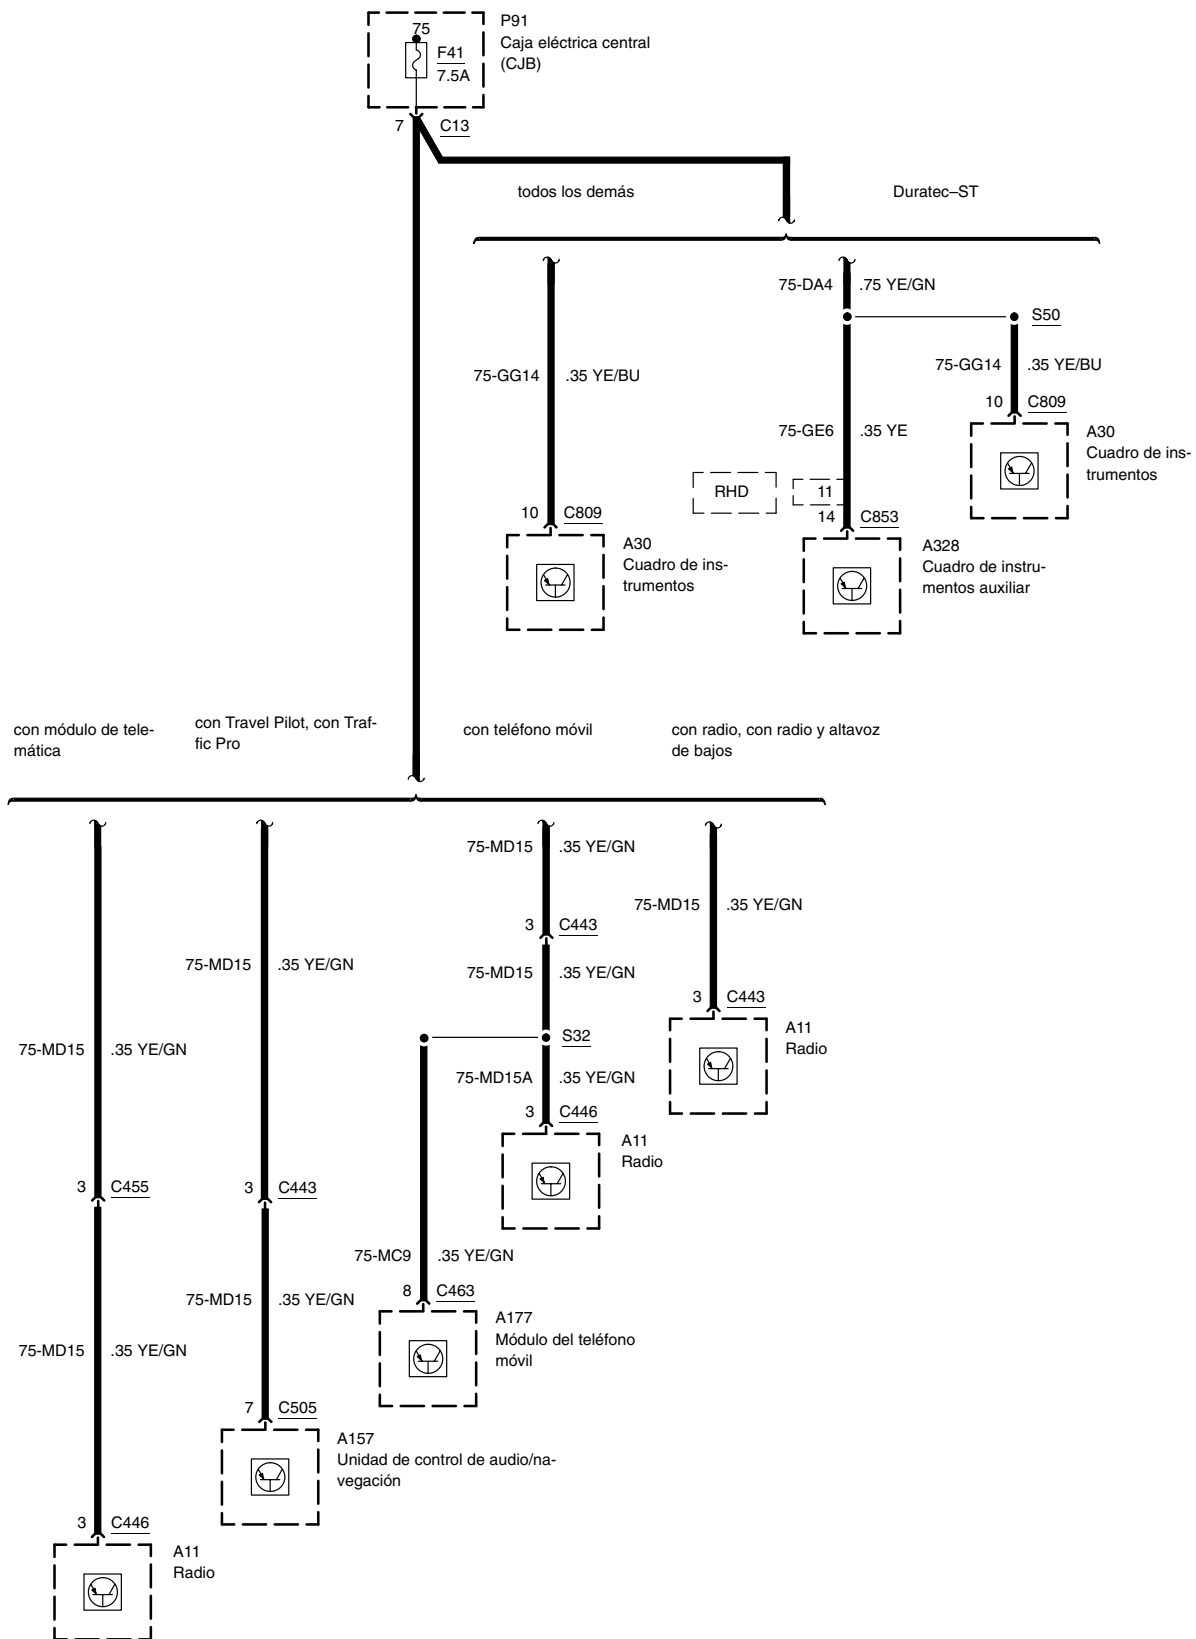 75
F41
7.5A
P91
Caja eléctrica central
(CJB)
7 C13
todos los demás
Duratec–ST
75-DA4 .75 YE/GN
S50
75-GG14 .35 YE/BU
75-GG14 .35 YE/BU
10 C809
75-GE6 .35 YE
A30
Cuadro de ins-
trumentos
RHD
11
10 C809
14 C853
A30
Cuadro de ins-
trumentos
A328
Cuadro de instru-
mentos auxiliar
con módulo de tele-
mática
con Travel Pilot, con Traf-
fic Pro
con teléfono móvil
con radio, con radio y altavoz
de bajos
75-MD15 .35 YE/GN
75-MD15 .35 YE/GN
3 C443
75-MD15 .35 YE/GN
75-MD15 .35 YE/GN
3 C443
A11
Radio
S32
75-MD15 .35 YE/GN
75-MD15A .35 YE/GN
3 C446
A11
Radio
3 C455
3 C443
75-MC9 .35 YE/GN
8 C463
75-MD15 .35 YE/GN
A177
Módulo del teléfono
móvil
75-MD15 .35 YE/GN
7 C505
A157
Unidad de control de audio/na-
vegación
3 C446
A11
Radio